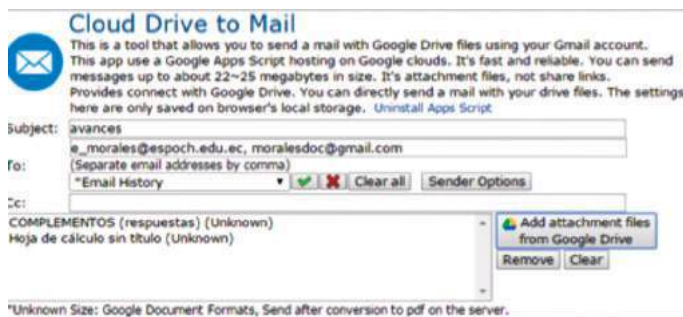 Cloud Drive to Mail
This is a tool that allows you to send a mail with Google Drive files using your Gmail account.
This app use a Google Apps Script hosting on Google clouds. It's fast and reliable. You can send
messages up to about 22~25 megabytes in size. It's attachment files, not share links.
Provides connect with Google Drive. You can directly send a mail with your drive files. The settings
here are only saved on browser's local storage. Uninstall Apps Script
Subject: avances
e_morales@espoch.edu.ec, moralesdoc@gmail.com
To: (Separate email addresses by comma)
"Email History Clear all Sender Options
Cc:
COMPLEMENTOS (respuestas) (Unknown)
Hoja de cálculo sin título (Unknown)
Add attachment files
from Google Drive
Remove Clear
*Unknown Size: Google Document Formats, Send after conversion to pdf on the server.